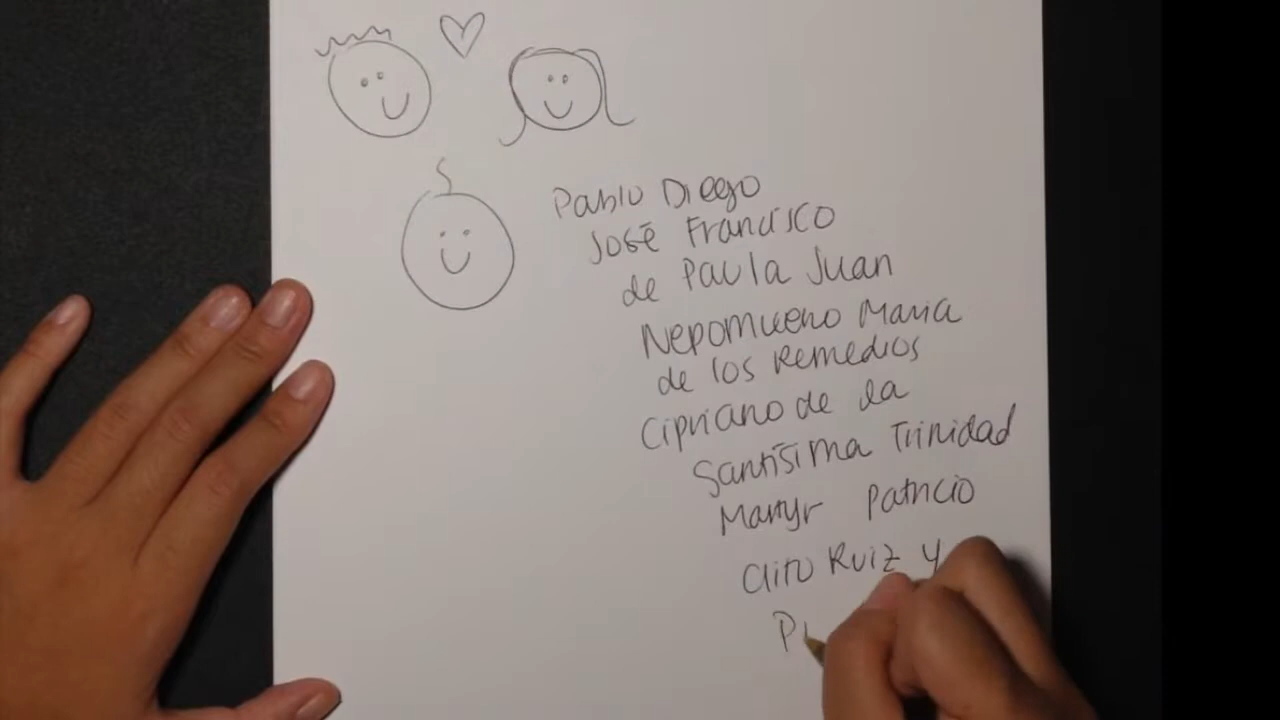 Pablo Diego
José Francisco
de Paula Juan
Nepomueno Maria
de los Remedios
Cipriano de la
Santísima Trinidad
Martyr Patricio
Clito Ruiz y
P